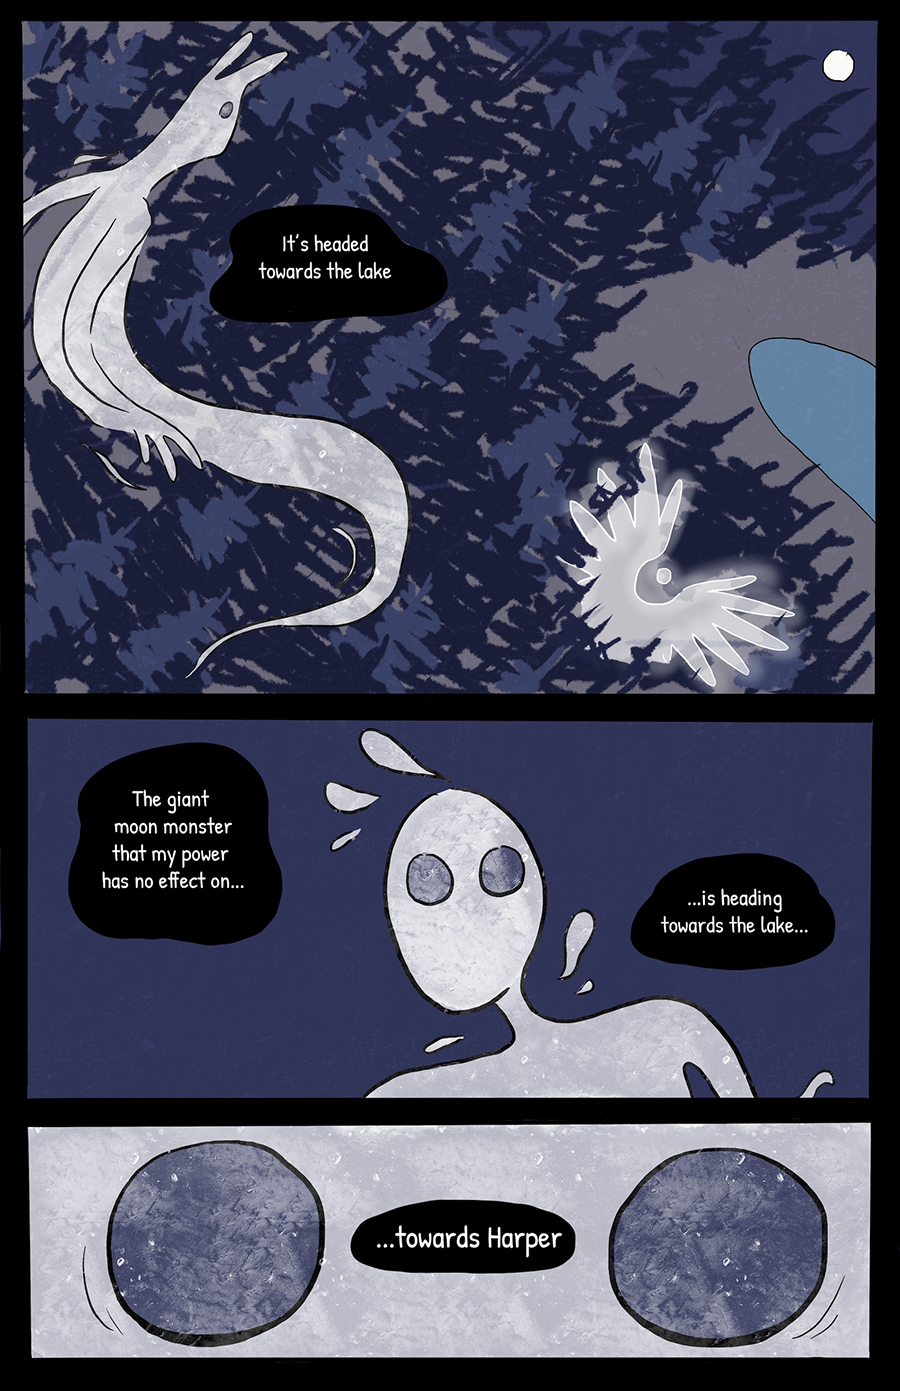 It's headed
towards the lake
The giant
moon monster
that my power
has no effect on...
...is heading
towards the lake...
...towards Harper